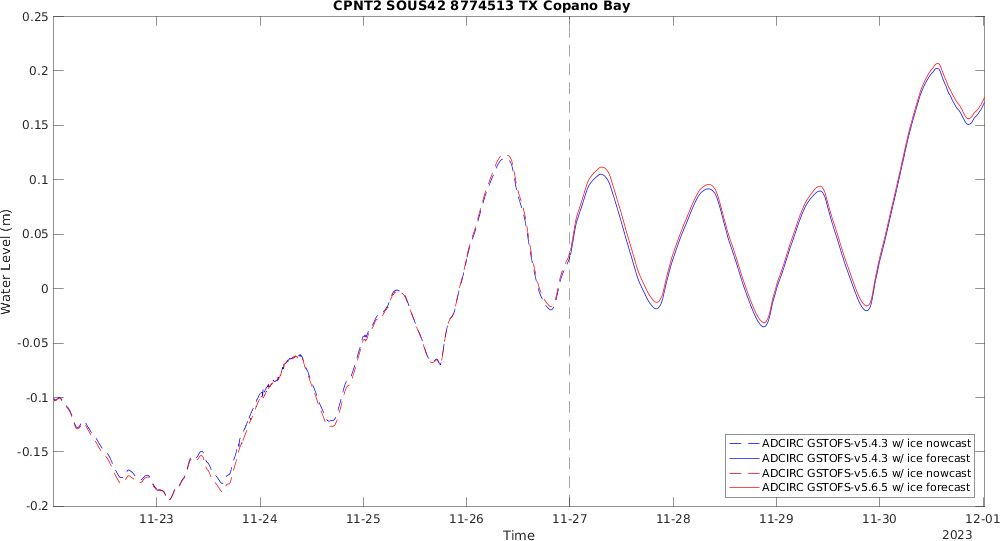 CPNT2 SOUS42 8774513 TX Copano Bay
0.25
0.2
0.15
0.1
0.05
0
-0.05
-0.1
-0.15
-0.2
Water Level (m)
11-23 11-24 11-25 11-26 11-27 11-28 11-29 11-30 12-01
Time
2023
ADCIRC GSTOFS-v5.4.3 w/ ice nowcast
ADCIRC GSTOFS-v5.4.3 w/ ice forecast
ADCIRC GSTOFS-v5.6.5 w/ ice nowcast
ADCIRC GSTOFS-v5.6.5 w/ ice forecast